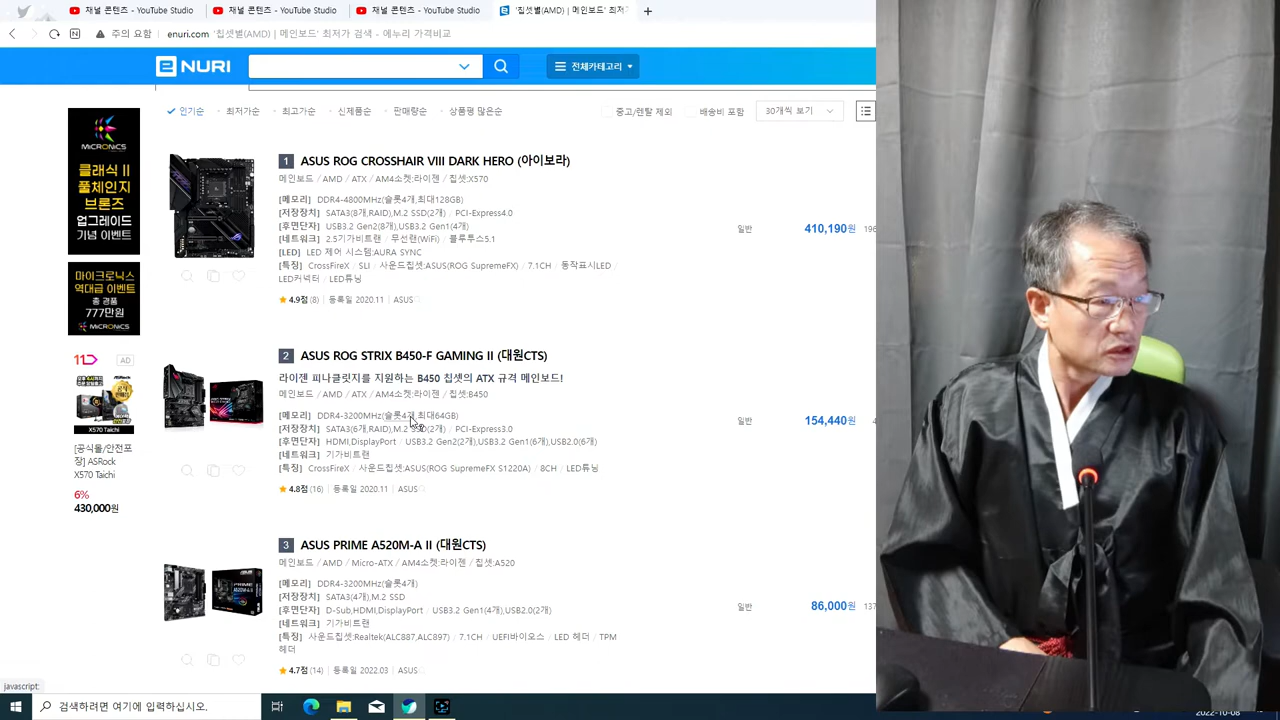 채널 콘텐츠 - YouTube Studio
채널 콘텐츠 - YouTube Studio
채널 콘텐츠 - YouTube Studio
'칩셋별(AMD) | 메인보드' 최저가
주의 요함 enuri.com '칩셋별(AMD) | 메인보드' 최저가 검색 - 에누리 가격비교
eNURI
전체카테고리
인기순 최저가순 최고가순 신제품순 판매량순 상품평 많은순
중고/렌탈 제외 배송비 포함 30개씩 보기
MICRONICS
클래식 II
풀체인지
브론즈
업그레이드
기념 이벤트
마이크로닉스
역대급 이벤트
총 경품
777만원
MICRONICS
11 AD
X570 Taichi
[공식몰/안전포
장] ASRock
X570 Taichi
6%
430,000원
1 ASUS ROG CROSSHAIR VIII DARK HERO (아이보라)
메인보드 / AMD / ATX / AM4소켓:라이젠 / 칩셋:X570
[메모리] DDR4-4800MHz(슬롯4개,최대128GB)
[저장장치] SATA3(8개,RAID),M.2 SSD(2개) / PCI-Express4.0
[후면단자] USB3.2 Gen2(8개),USB3.2 Gen1(4개)
[네트워크] 2.5기가비트랜 / 무선랜(WiFi) / 블루투스5.1
[LED] LED 제어 시스템:AURA SYNC
[특징] CrossFireX / SLI / 사운드칩셋:ASUS(ROG SupremeFX) / 7.1CH / 동작표시LED /
LED커넥터 / LED튜닝
4.9점 (8) | 등록일 2020.11 | ASUS
일반 410,190원 196
2 ASUS ROG STRIX B450-F GAMING II (대원CTS)
라이젠 피나클릿지를 지원하는 B450 칩셋의 ATX 규격 메인보드!
메인보드 / AMD / ATX / AM4소켓:라이젠 / 칩셋:B450
[메모리] DDR4-3200MHz(슬롯4개,최대64GB)
[저장장치] SATA3(6개,RAID),M.2 SSD(2개) / PCI-Express3.0
[후면단자] HDMI,DisplayPort / USB3.2 Gen2(2개),USB3.2 Gen1(6개),USB2.0(6개)
[네트워크] 기가비트랜
[특징] CrossFireX / 사운드칩셋:ASUS(ROG SupremeFX S1220A) / 8CH / LED튜닝
4.8점 (16) | 등록일 2020.11 | ASUS
일반 154,440원
3 ASUS PRIME A520M-A II (대원CTS)
메인보드 / AMD / Micro-ATX / AM4소켓:라이젠 / 칩셋:A520
[메모리] DDR4-3200MHz(슬롯4개)
[저장장치] SATA3(4개),M.2 SSD
[후면단자] D-Sub,HDMI,DisplayPort / USB3.2 Gen1(4개),USB2.0(2개)
[네트워크] 기가비트랜
[특징] 사운드칩셋:Realtek(ALC887,ALC897) / 7.1CH / UEFI바이오스 / LED 헤더 / TPM
헤더
4.7점 (14) | 등록일 2022.03 | ASUS
일반 86,000원 137
javascript:
검색하려면 여기에 입력하십시오.
2022-10-08